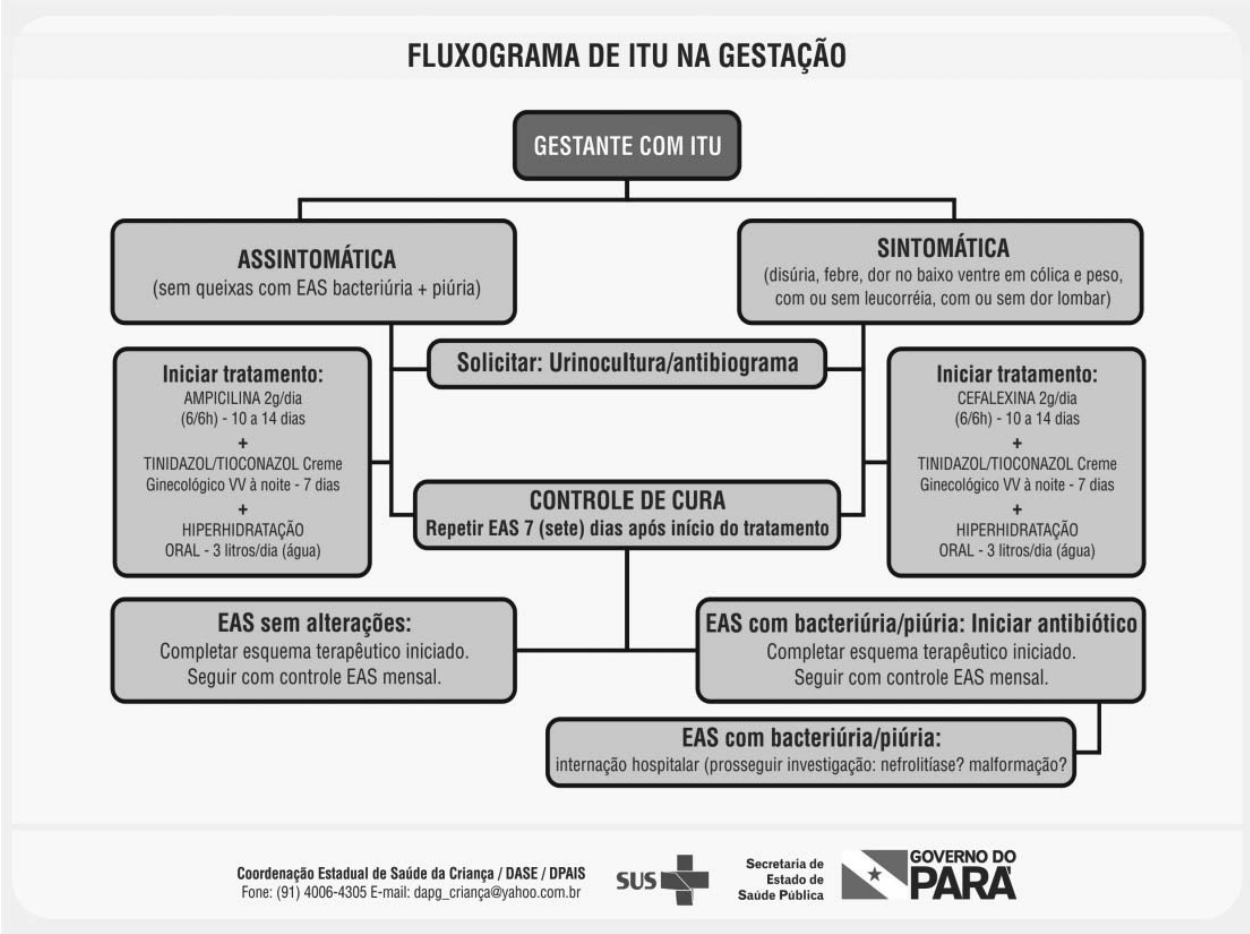 FLUXOGRAMA DE ITU NA GESTAÇÃO
GESTANTE COM ITU
ASSINTOMÁTICA
(sem queixas com EAS bacteriúria + piúria)
SINTOMÁTICA
(disúria, febre, dor no baixo ventre em cólica e peso,
com ou sem leucorréia, com ou sem dor lombar)
Solicitar: Urinocultura/antibiograma
Iniciar tratamento:
AMPICILINA 2g/dia
(6/6h) - 10 a 14 dias
+
TINIDAZOL/TIOCONAZOL Creme
Ginecológico VV à noite - 7 dias
+
HIPERHIDRATAÇÃO
ORAL - 3 litros/dia (água)
Iniciar tratamento:
CEFALEXINA 2g/dia
(6/6h) - 10 a 14 dias
+
TINIDAZOL/TIOCONAZOL Creme
Ginecológico VV à noite - 7 dias
+
HIPERHIDRATAÇÃO
ORAL - 3 litros/dia (água)
CONTROLE DE CURA
Repetir EAS 7 (sete) dias após início do tratamento
EAS sem alterações:
Completar esquema terapêutico iniciado.
Seguir com controle EAS mensal.
EAS com bacteriúria/piúria: Iniciar antibiótico
Completar esquema terapêutico iniciado.
Seguir com controle EAS mensal.
EAS com bacteriúria/piúria:
internação hospitalar (prosseguir investigação: nefrolitíase? malformação?
Coordenação Estadual de Saúde da Criança / DASE / DPAIS
Fone: (91) 4006-4305 E-mail: dapg_criança@yahoo.com.br
SUS
Secretaria de
Estado de
Saúde Pública
GOVERNO DO
PARÁ